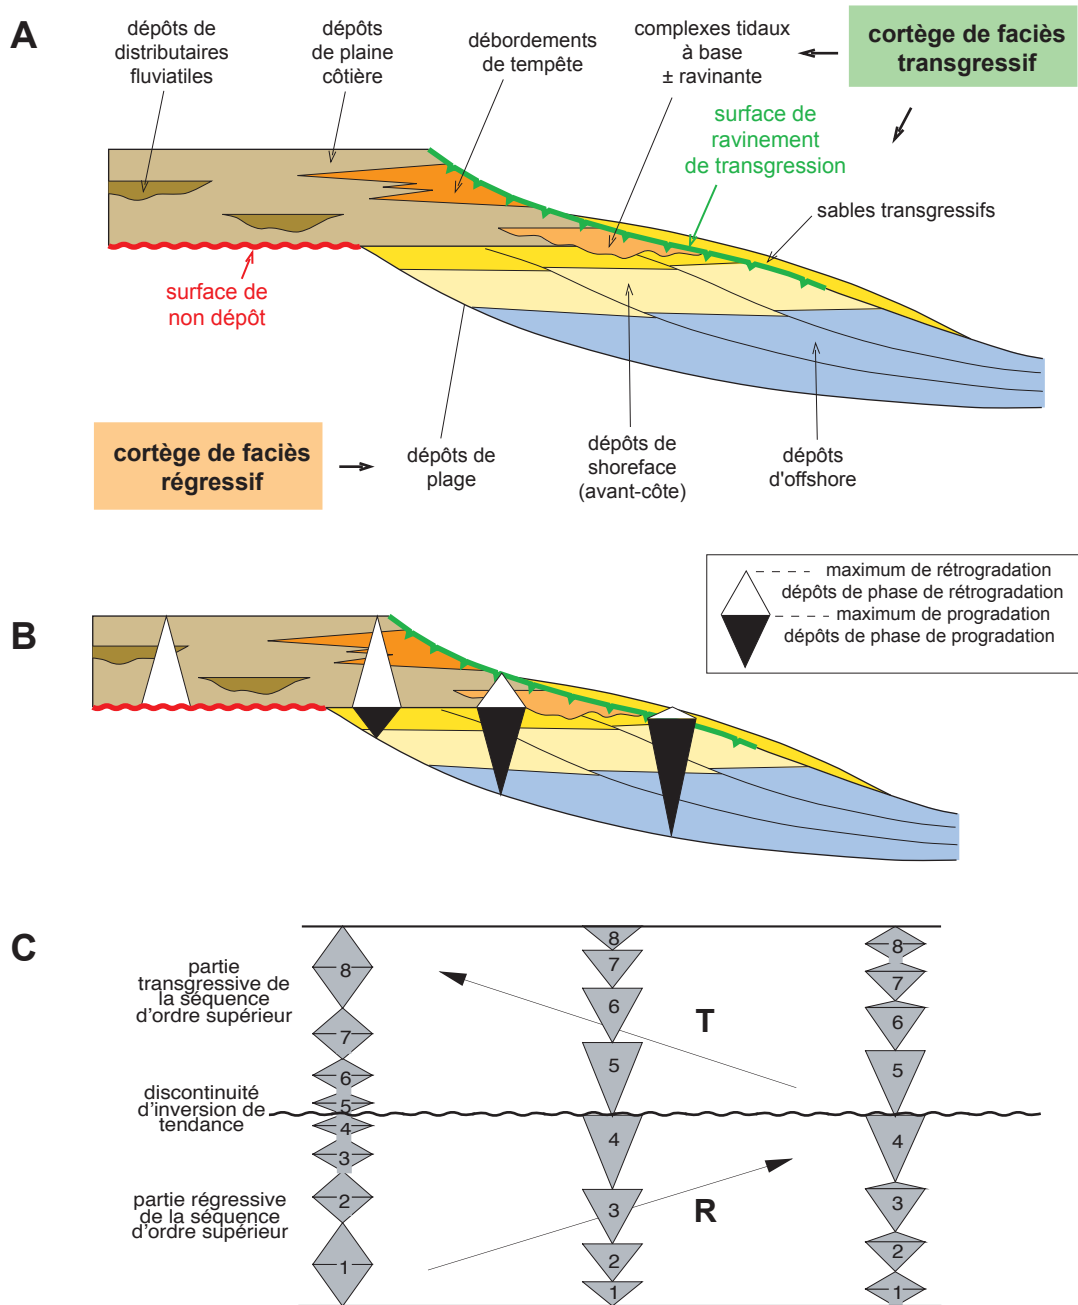 A
dépôts de
distributaires
fluviatiles
dépôts
de plaine
côtière
débordements
de tempête
complexes tidaux
à base
± ravinante
cortège de faciès
transgressif
surface de
ravinement
de transgression
sables transgressifs
surface de
non dépôt
cortège de faciès
régressif
dépôts de
plage
dépôts de
shoreface
(avant-côte)
dépôts
d'offshore
B
maximum de rétrogradation
dépôts de phase de rétrogradation
maximum de progradation
dépôts de phase de progradation
C
partie
transgressive de
la séquence
d'ordre supérieur
discontinuité
d'inversion de
tendance
partie régressive
de la séquence
d'ordre supérieur
8
7
6
5
4
3
2
1
8
7
6
5
4
3
2
1
T
R
8
7
6
5
4
3
2
1